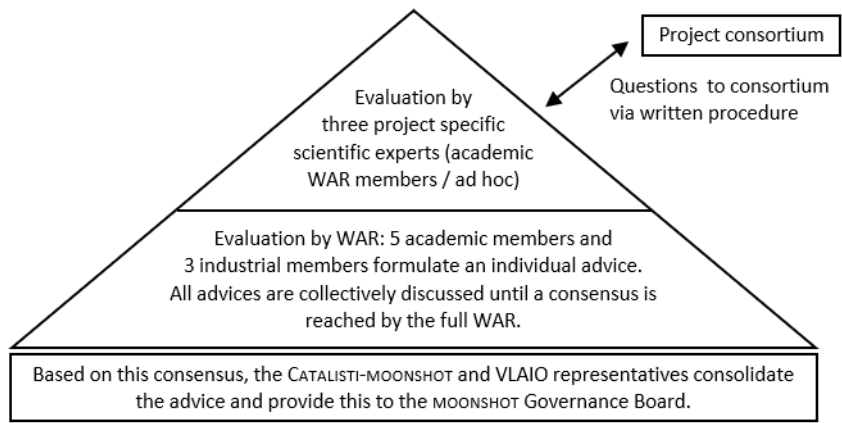 Project consortium
Questions to consortium
via written procedure
Evaluation by
three project specific
scientific experts (academic
WAR members / ad hoc)
Evaluation by WAR: 5 academic members and
3 industrial members formulate an individual advice.
All advices are collectively discussed until a consensus is
reached by the full WAR.
Based on this consensus, the CATALISTI-MOONSHOT and VLAIO representatives consolidate
the advice and provide this to the MOONSHOT Governance Board.